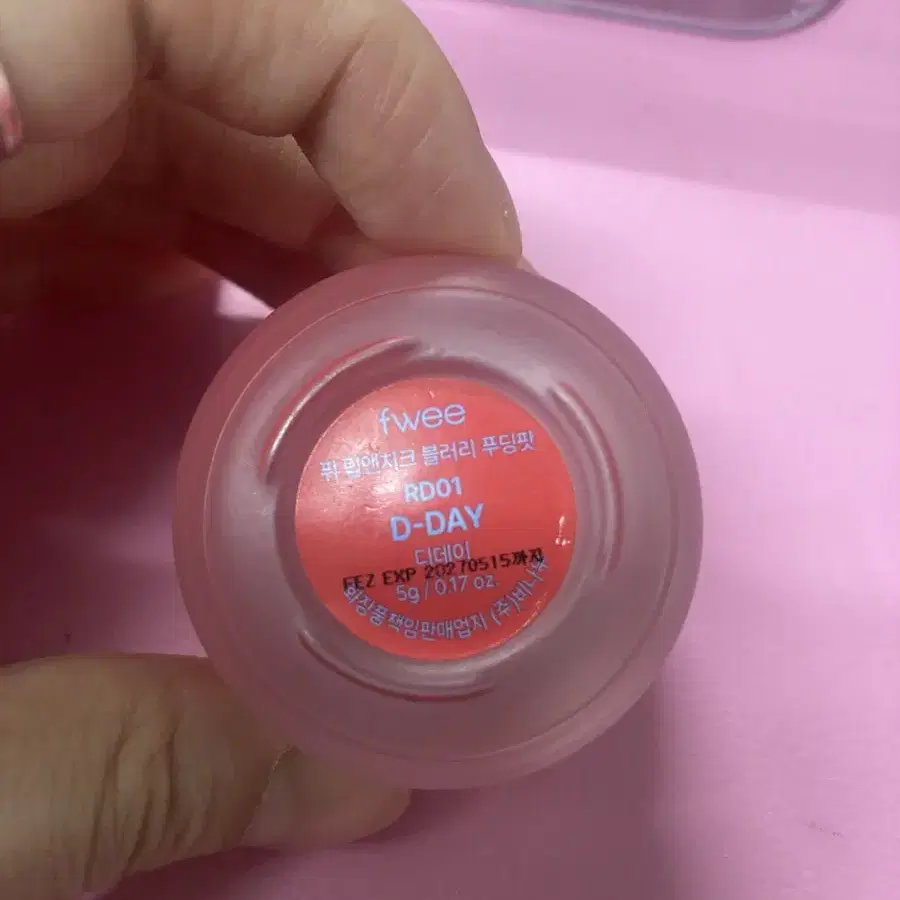 fwee
퓌 립앤치크 블러리 푸딩팟
RD01
D-DAY
디데이
EEZ EXP 20270515까지
5g / 0.17 oz.
화장품책임판매업자 (주)비나우